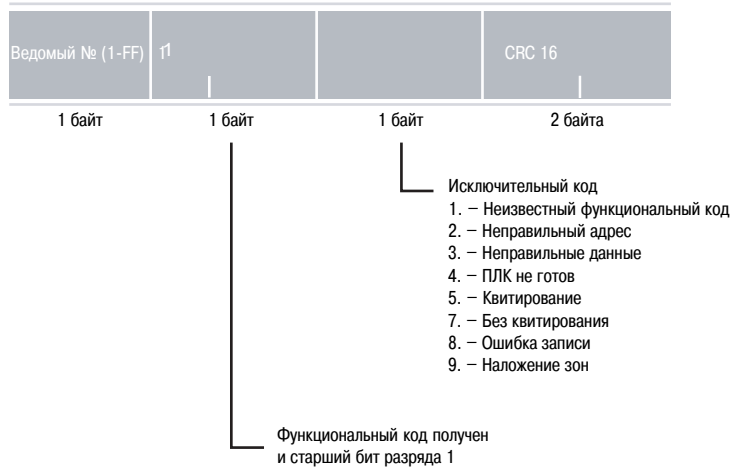 Ведомый № (1-FF) 11 CRC 16
1 байт 1 байт 1 байт 2 байта
Исключительный код
1. – Неизвестный функциональный код
2. – Неправильный адрес
3. – Неправильные данные
4. – ПЛК не готов
5. – Квитирование
7. – Без квитирования
8. – Ошибка записи
9. – Наложение зон
Функциональный код получен
и старший бит разряда 1